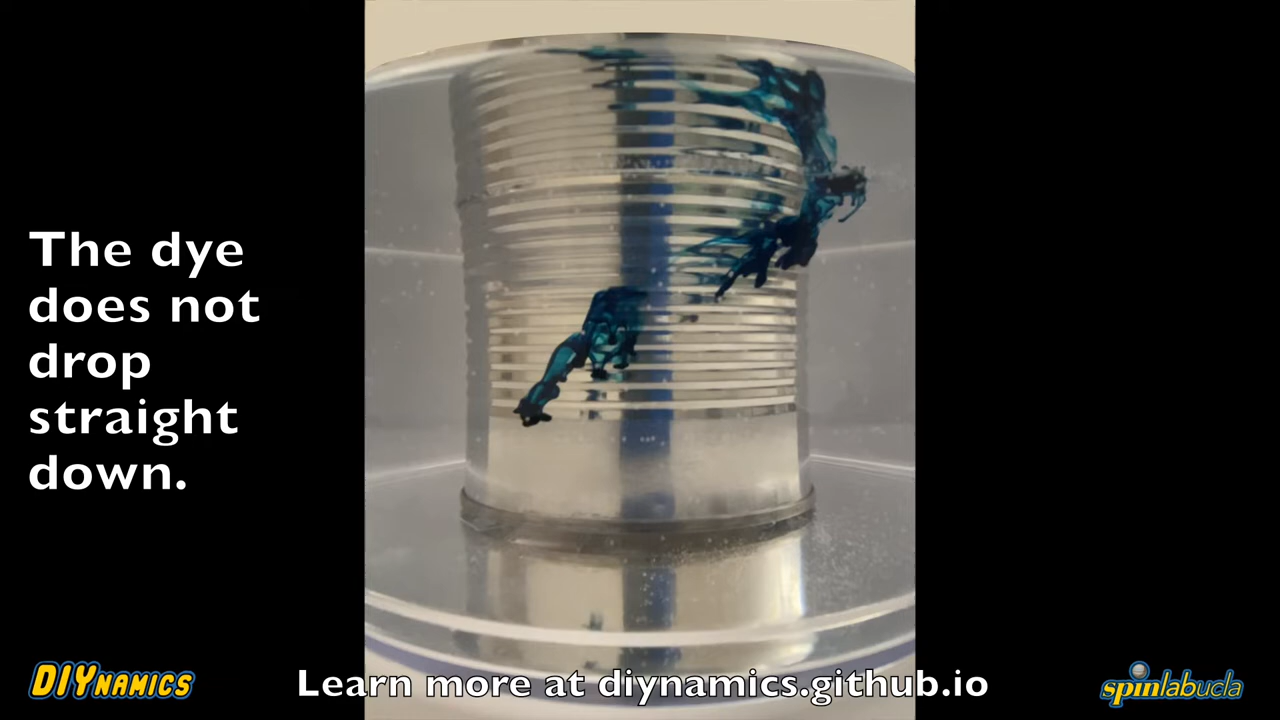 The dye
does not
drop
straight
down.
DIYNAMICS
Learn more at diynamics.github.io
spinlabucla